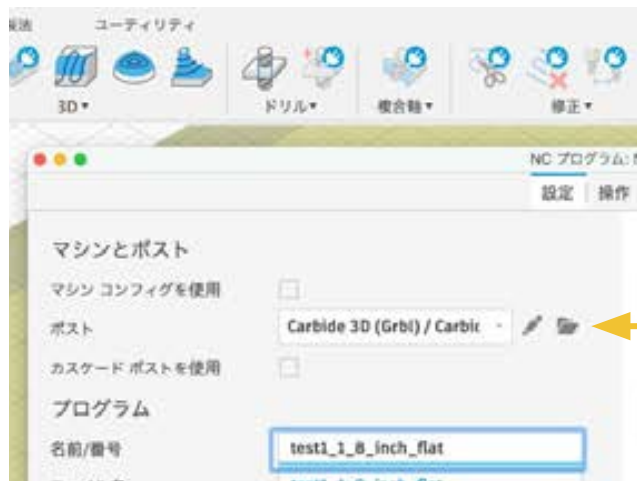 ユーティリティ
3D▾
ドリル▾
複合軸▾
修正▾
NC プログラム:
設定
操作
マシンとポスト
マシン コンフィグを使用
ポスト
Carbide 3D (Grbl) / Carbic
カスケード ポストを使用
プログラム
名前/番号
test1_1_8_inch_flat